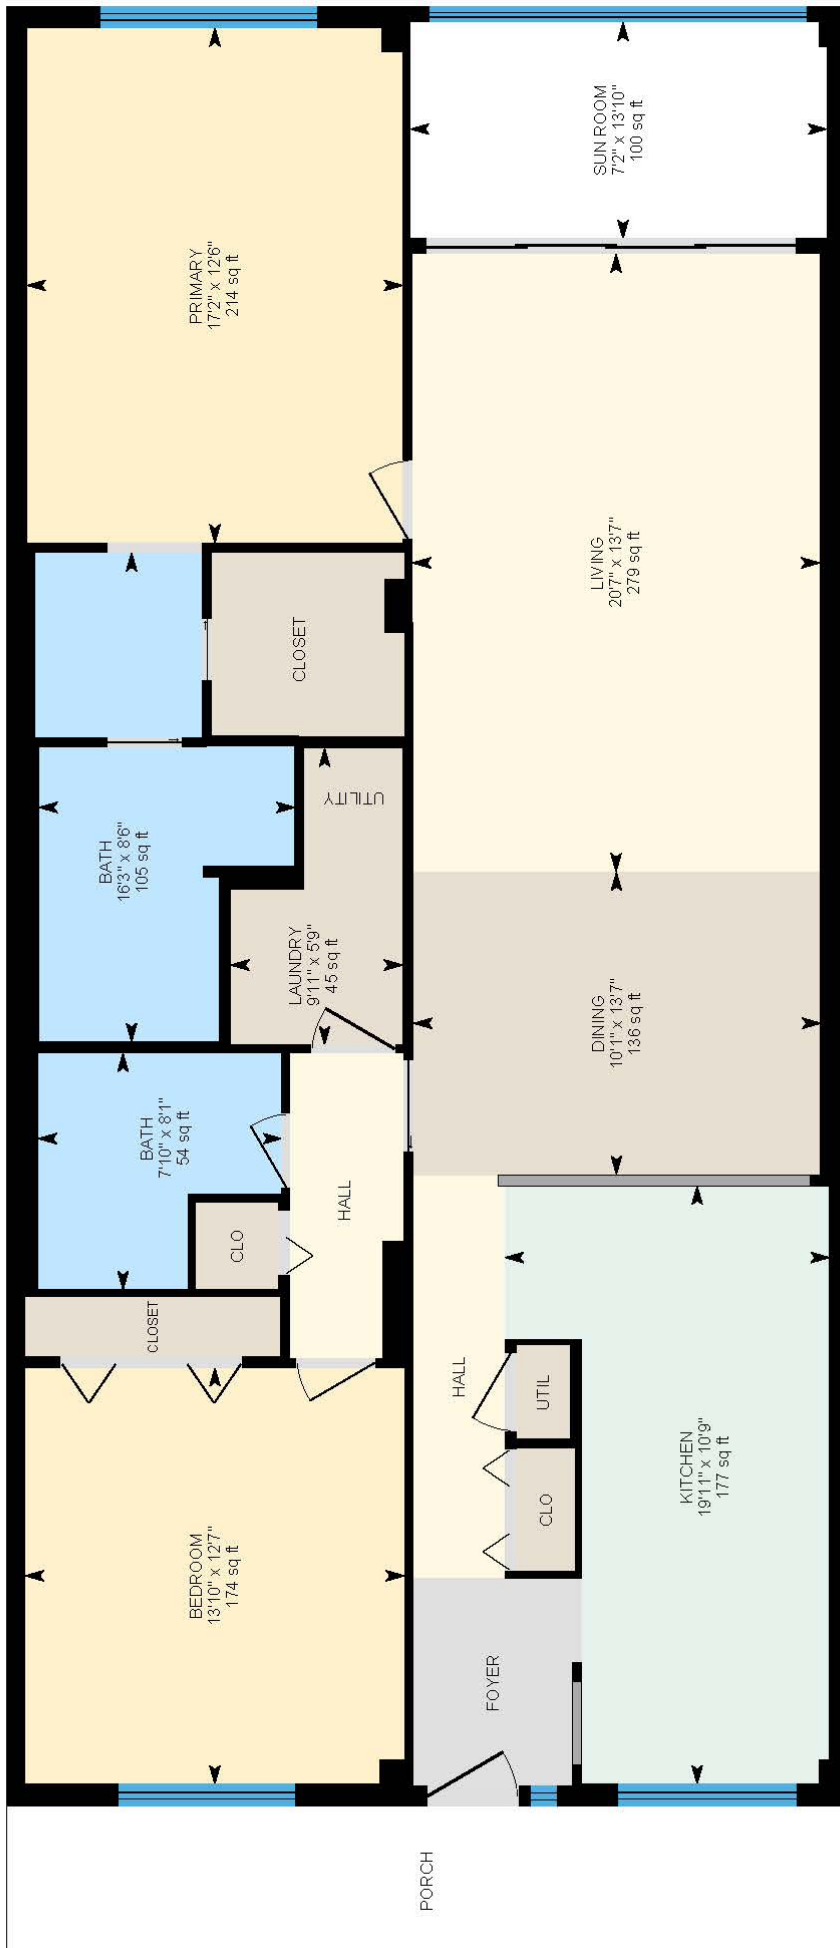 SUN ROOM
7'2" x 13'10"
100 sq ft
PRIMARY
17'2" x 12'6"
214 sq ft
LIVING
20'7" x 13'7"
279 sq ft
CLOSET
UTILITY
BATH
16'3" x 8'6"
105 sq ft
LAUNDRY
9'11" x 5'9"
45 sq ft
DINING
10'1" x 13'7"
136 sq ft
BATH
7'10" x 8'1"
54 sq ft
HALL
CLO
CLOSET
HALL
UTIL
KITCHEN
19'11" x 10'9"
177 sq ft
CLO
BEDROOM
13'10" x 12'7"
174 sq ft
FOYER
PORCH